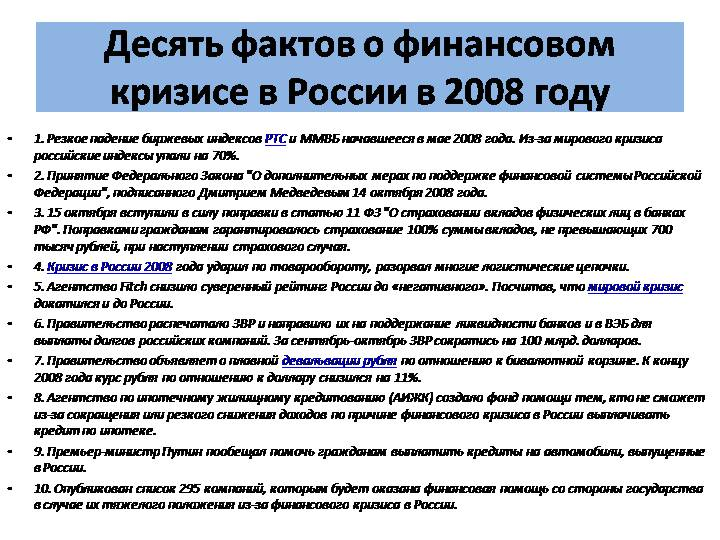 Десять фактов о финансовом
кризисе в России в 2008 году
• 1. Резкое падение биржевых индексов РТС и ММВБ начавшееся в мае 2008 года. Из-за мирового кризиса
российские индексы упали на 70%.
• 2. Принятие Федерального Закона "О дополнительных мерах по поддержке финансовой системы Российской
Федерации", подписанного Дмитрием Медведевым 14 октября 2008 года.
• 3. 15 октября вступили в силу поправки в статью 11 ФЗ "О страховании вкладов физических лиц в банках
РФ". Поправками гражданам гарантировалось страхование 100% суммы вкладов, не превышающих 700
тысяч рублей, при наступлении страхового случая.
• 4. Кризис в России 2008 года ударил по товарообороту, разорвал многие логистические цепочки.
• 5. Агентство Fitch снизило суверенный рейтинг России до «негативного». Посчитав, что мировой кризис
докатился и до России.
• 6. Правительство распечатало ЗВР и направило их на поддержание ликвидности банков и в ВЭБ для
выплаты долгов российских компаний. За сентябрь-октябрь ЗВР сократись на 100 млрд. долларов.
• 7. Правительство объявляет о плавной девальвации рубля по отношению к бивалютной корзине. К концу
2008 года курс рубля по отношению к доллару снизился на 11%.
• 8. Агентство по ипотечному жилищному кредитованию (АИЖК) создало фонд помощи тем, кто не сможет
из-за сокращения или резкого снижения доходов по причине финансового кризиса в России выплачивать
кредит по ипотеке.
• 9. Премьер-министр Путин пообещал помочь гражданам выплатить кредиты на автомобили, выпущенные
в России.
• 10. Опубликован список 295 компаний, которым будет оказана финансовая помощь со стороны государства
в случае их тяжелого положения из-за финансового кризиса в России.